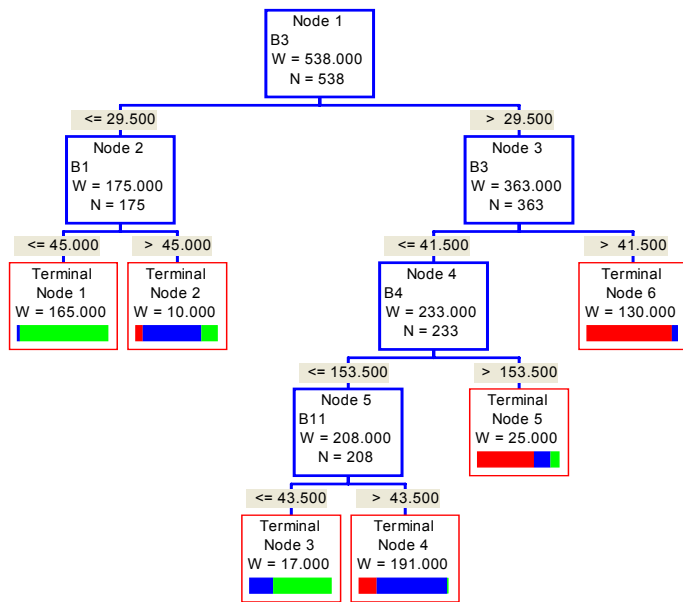 Node 1
B3
W = 538.000
N = 538
<= 29.500
> 29.500
Node 2
B1
W = 175.000
N = 175
Node 3
B3
W = 363.000
N = 363
<= 45.000
> 45.000
<= 41.500
> 41.500
Terminal
Node 1
W = 165.000
Terminal
Node 2
W = 10.000
Node 4
B4
W = 233.000
N = 233
Terminal
Node 6
W = 130.000
<= 153.500
> 153.500
Node 5
B11
W = 208.000
N = 208
Terminal
Node 5
W = 25.000
<= 43.500
> 43.500
Terminal
Node 3
W = 17.000
Terminal
Node 4
W = 191.000